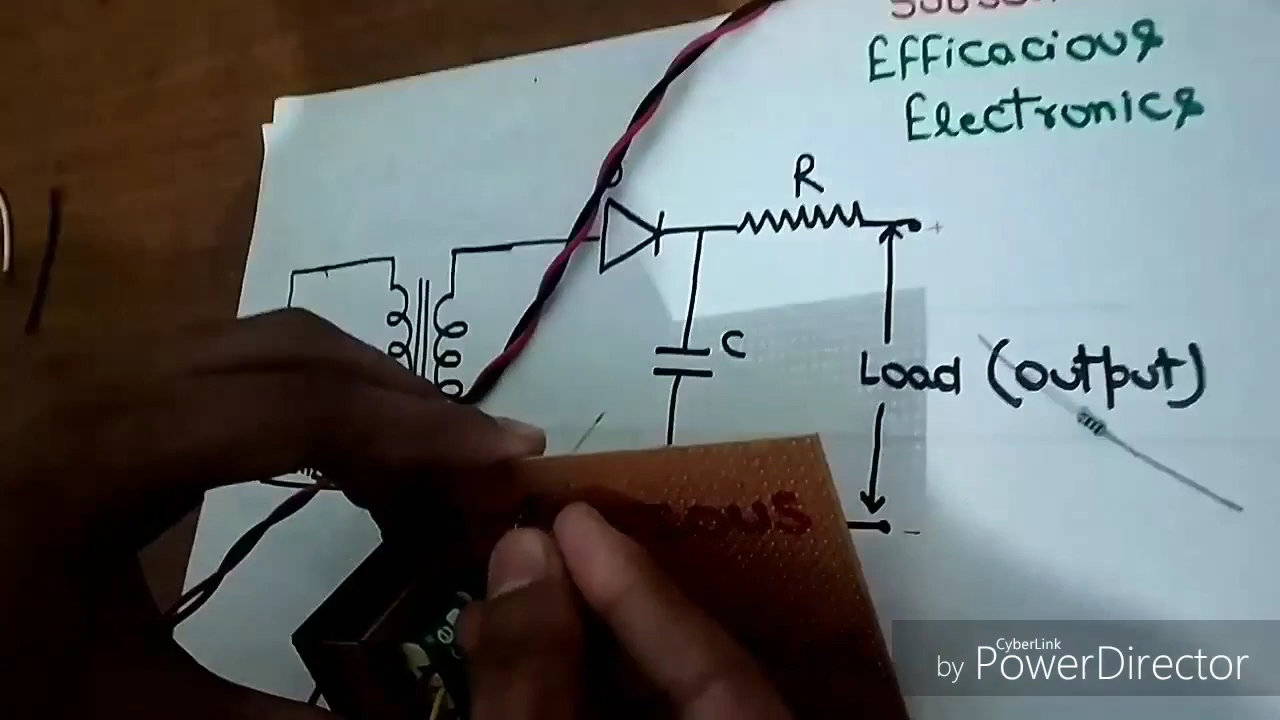 Efficacious
Electronics
R
+
C
Load (output)
-
CyberLink
by PowerDirector